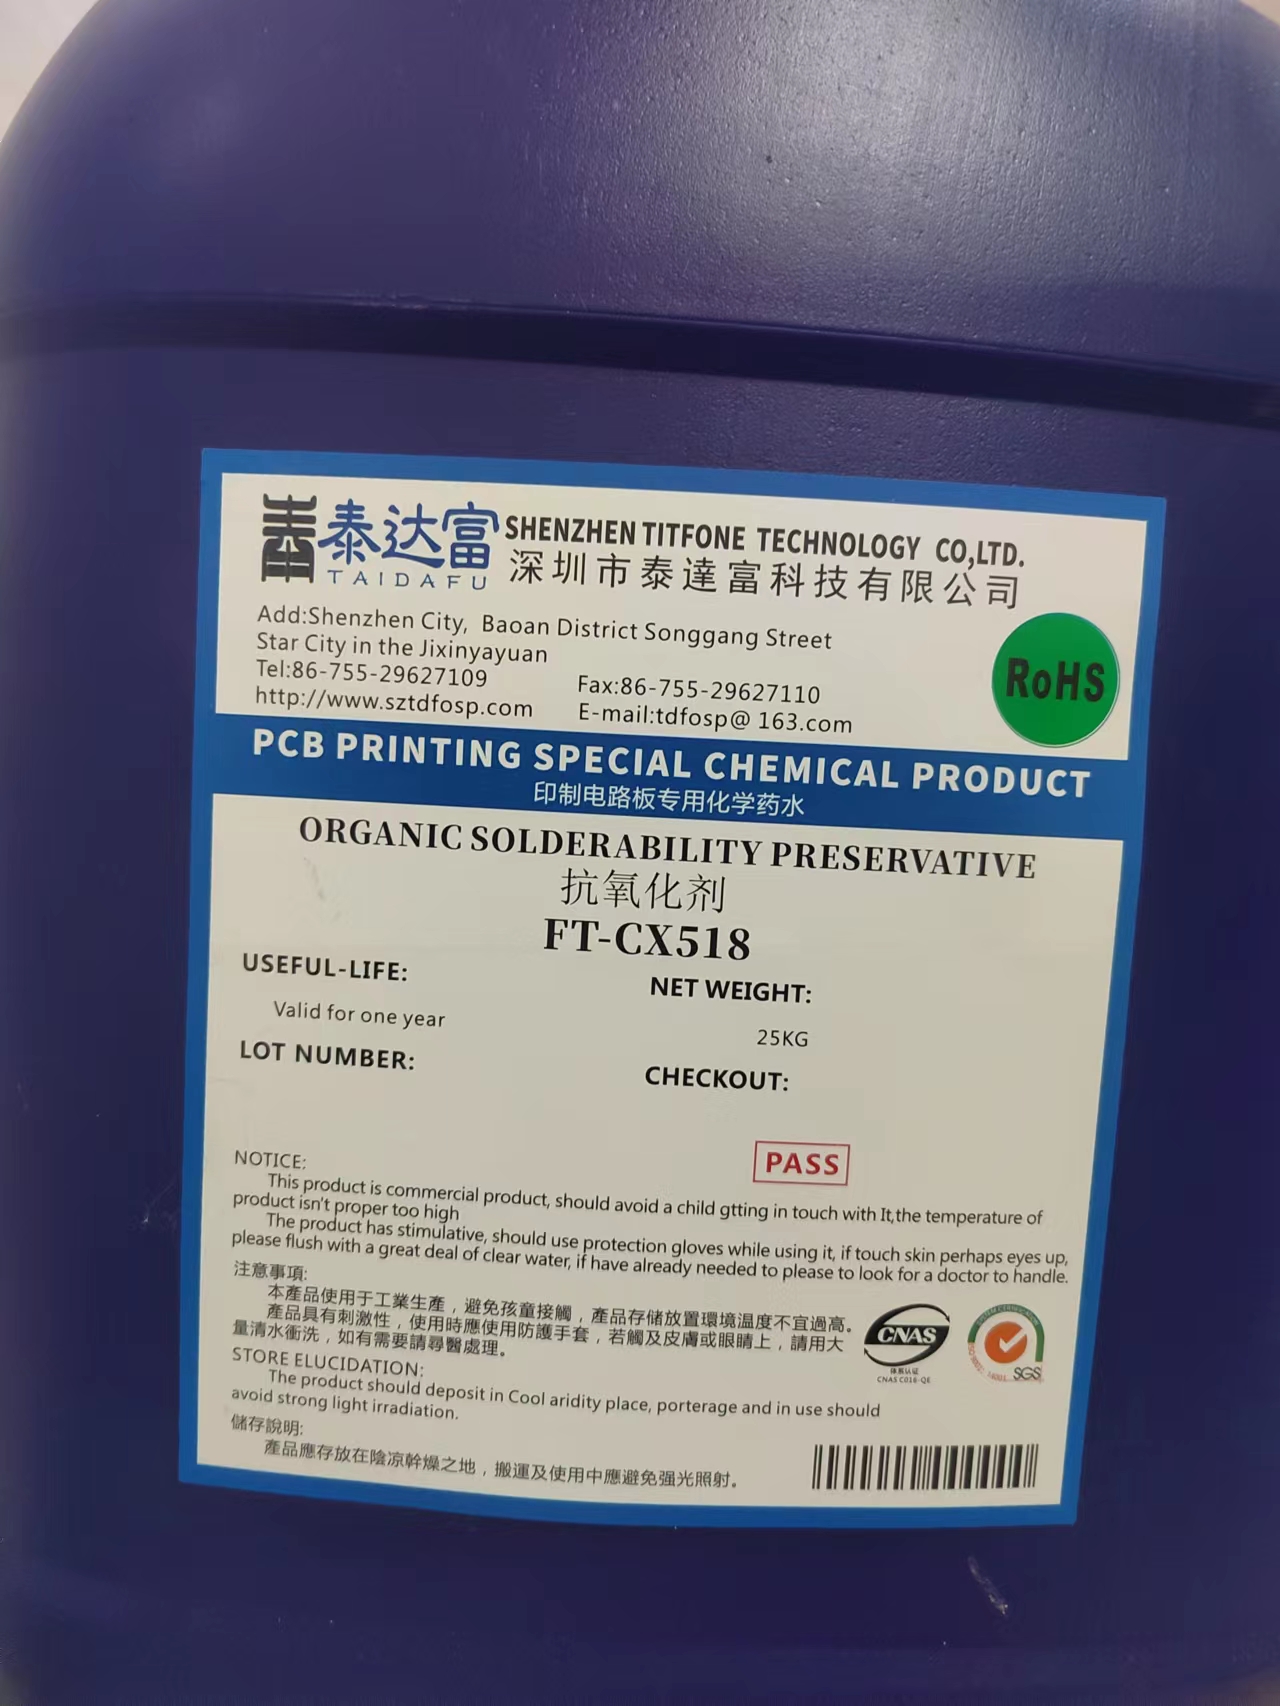 泰达富
TAIDAFU
SHENZHEN TITFONE TECHNOLOGY CO,LTD.
深圳市泰達富科技有限公司
Add:Shenzhen City, Baoan District Songgang Street
Star City in the Jixinyayuan
Tel:86-755-29627109 Fax:86-755-29627110
http://www.sztdfosp.com E-mail:tdfosp@ 163.com
RoHS
PCB PRINTING SPECIAL CHEMICAL PRODUCT
印制电路板专用化学药水
ORGANIC SOLDERABILITY PRESERVATIVE
抗氧化剂
FT-CX518
USEFUL-LIFE: NET WEIGHT:
Valid for one year 25KG
LOT NUMBER: CHECKOUT:
PASS
NOTICE:
This product is commercial product, should avoid a child gtting in touch with It,the temperature of
product isn't proper too high
The product has stimulative, should use protection gloves while using it, if touch skin perhaps eyes up,
please flush with a great deal of clear water, if have already needed to please to look for a doctor to handle.
注意事項:
本產品使用于工業生產，避免孩童接觸，產品存储放置環境温度不宜過高。
產品具有刺激性，使用時應使用防護手套，若觸及皮膚或眼睛上，請用大
量清水衝洗，如有需要請尋醫處理。
CNAS
体系认证
CNAS C016-QE
SGS
STORE ELUCIDATION:
The product should deposit in Cool aridity place, porterage and in use should
avoid strong light irradiation.
儲存說明:
產品應存放在陰凉幹燥之地，搬運及使用中應避免强光照射。